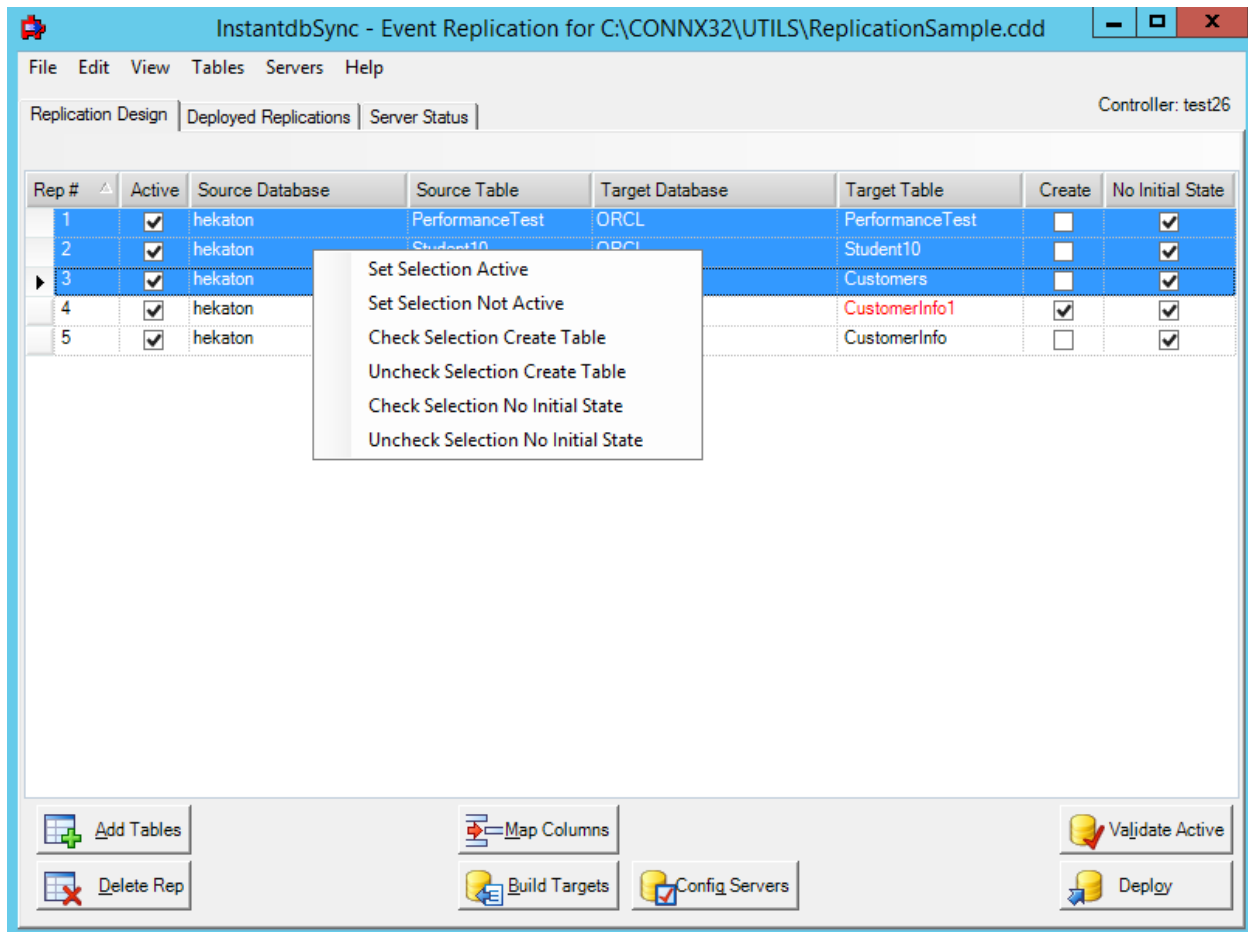 InstantdbSync - Event Replication for C:\CONNX32\UTILS\ReplicationSample.cdd
File Edit View Tables Servers Help
Controller: test26
Replication Design Deployed Replications Server Status
Rep # Active Source Database Source Table Target Database Target Table Create No Initial State
1 hekaton PerformanceTest ORCL PerformanceTest
2 hekaton Student10 ORCL Student10
3 hekaton Customers
4 hekaton CustomerInfo1
5 hekaton CustomerInfo
Set Selection Active
Set Selection Not Active
Check Selection Create Table
Uncheck Selection Create Table
Check Selection No Initial State
Uncheck Selection No Initial State
Add Tables Map Columns Validate Active
Delete Rep Build Targets Config Servers Deploy